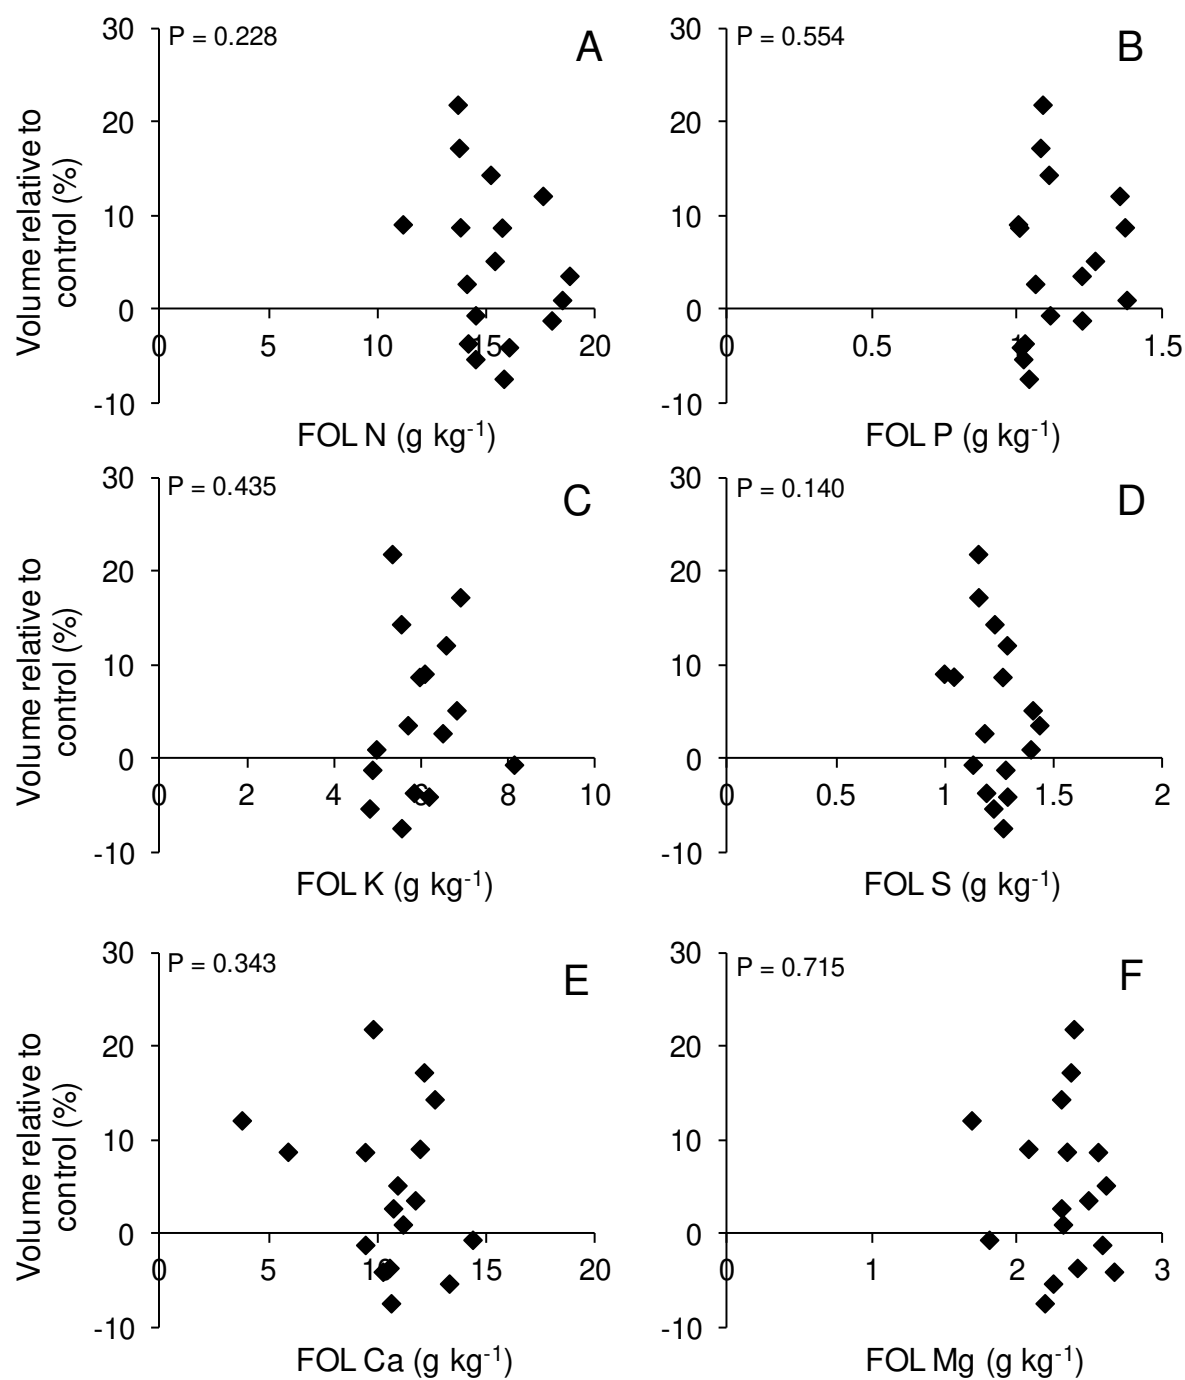 30
P = 0.228
A
20
10
0
-10
0 5 10 15 20
Volume relative to
control (%)
FOL N (g kg-1)
30
P = 0.554
B
20
10
0
-10
0 0.5 1 1.5
FOL P (g kg-1)
30
P = 0.435
C
20
10
0
-10
0 2 4 6 8 10
Volume relative to
control (%)
FOL K (g kg-1)
30
P = 0.140
D
20
10
0
-10
0 0.5 1 1.5 2
FOL S (g kg-1)
30
P = 0.343
E
20
10
0
-10
0 5 10 15 20
Volume relative to
control (%)
FOL Ca (g kg-1)
30
P = 0.715
F
20
10
0
-10
0 1 2 3
FOL Mg (g kg-1)